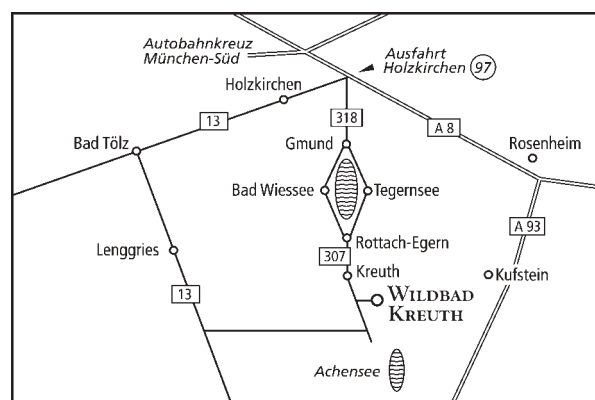 Autobahnkreuz
München-Süd
Ausfahrt
Holzkirchen 97
Holzkirchen
318
13
A 8
Bad Tölz
Gmund
Rosenheim
Bad Wiessee
Tegernsee
A 93
Rottach-Egern
Lenggries
307
Kreuth
Kufstein
13
WILDBAD
KREUTH
Achensee